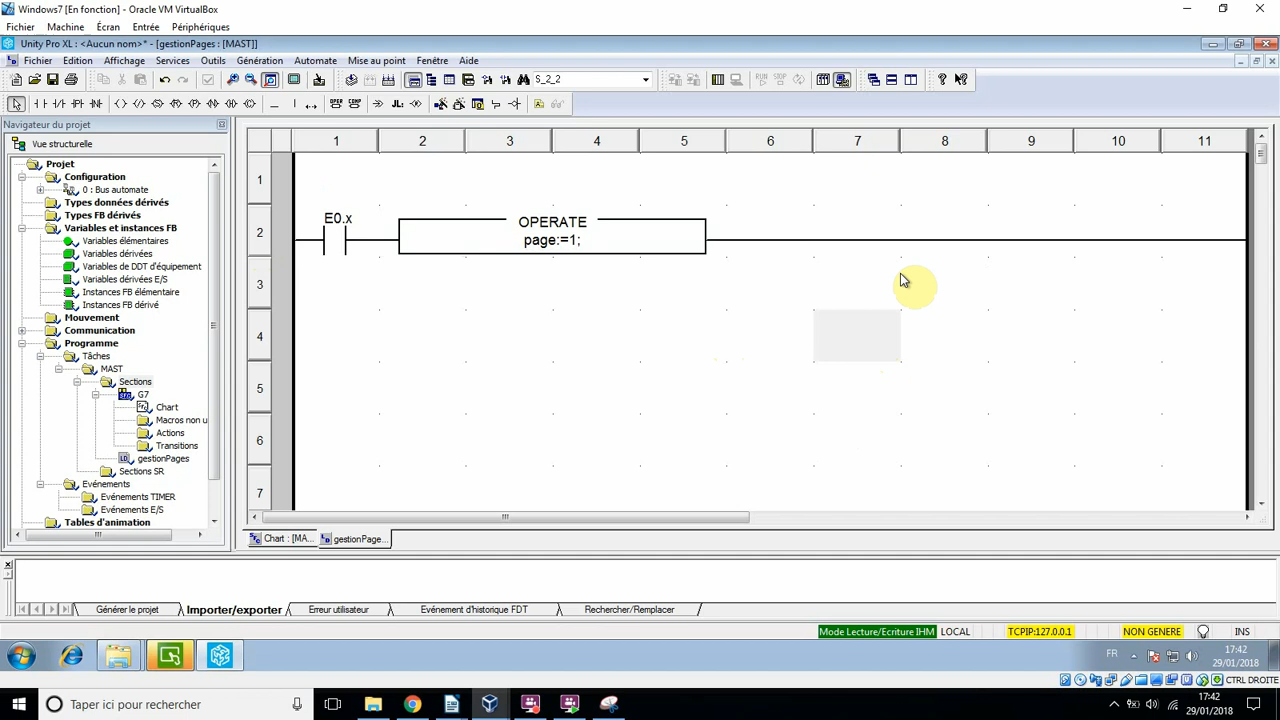 Windows7 [En fonction] - Oracle VM VirtualBox
Fichier Machine Écran Entrée Périphériques
Unity Pro XL : <Aucun nom>* - [gestionPages : [MAST]]
Fichier Edition Affichage Services Outils Génération Automate Mise au point Fenêtre Aide
S_2_2
Navigateur du projet
Vue structurelle
Projet
Configuration
0 : Bus automate
Types données dérivés
Types FB dérivés
Variables et instances FB
Variables élémentaires
Variables dérivées
Variables de DDT d'équipement
Variables dérivées E/S
Instances FB élémentaire
Instances FB dérivé
Mouvement
Communication
Programme
Tâches
MAST
Sections
G7
Chart
Macros non u
Actions
Transitions
gestionPages
Sections SR
Evénements
Evénements TIMER
Evénements E/S
Tables d'animation
1 2 3 4 5 6 7 8 9 10 11
1
2
3
4
5
6
7
E0.x
OPERATE
page:=1;
Chart : [MA... gestionPage...
Générer le projet Importer/exporter Erreur utilisateur Evénement d'historique FDT Rechercher/Remplacer
Mode Lecture/Ecriture IHM LOCAL TCPIP:127.0.0.1 NON GENERE INS
FR 17:42
29/01/2018
CTRL DROITE
Taper ici pour rechercher
17:42
29/01/2018